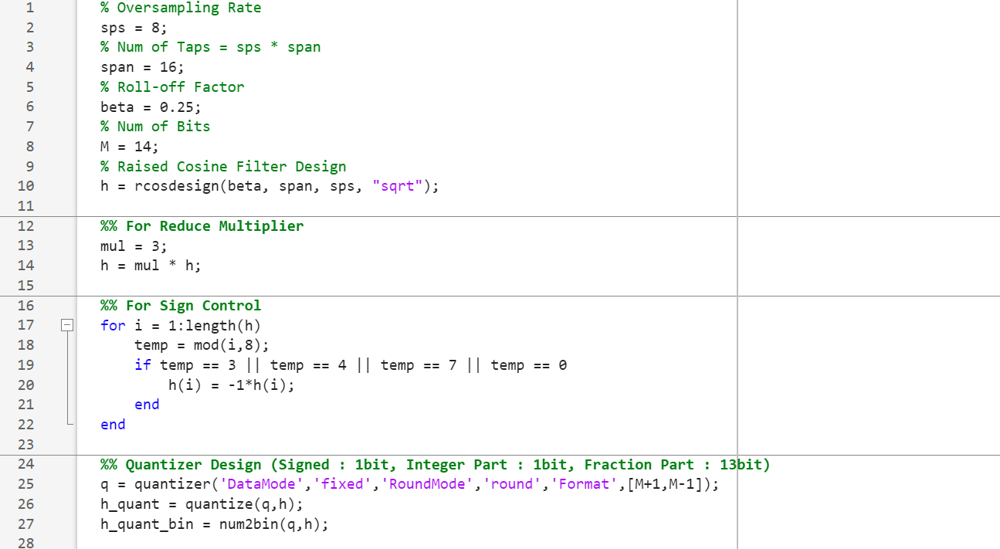 1 % Oversampling Rate
2 sps = 8;
3 % Num of Taps = sps * span
4 span = 16;
5 % Roll-off Factor
6 beta = 0.25;
7 % Num of Bits
8 M = 14;
9 % Raised Cosine Filter Design
10 h = rcosdesign(beta, span, sps, "sqrt");
11
12 %% For Reduce Multiplier
13 mul = 3;
14 h = mul * h;
15
16 %% For Sign Control
17 for i = 1:length(h)
18     temp = mod(i,8);
19     if temp == 3 || temp == 4 || temp == 7 || temp == 0
20         h(i) = -1*h(i);
21     end
22 end
23
24 %% Quantizer Design (Signed : 1bit, Integer Part : 1bit, Fraction Part : 13bit)
25 q = quantizer('DataMode','fixed','RoundMode','round','Format',[M+1,M-1]);
26 h_quant = quantize(q,h);
27 h_quant_bin = num2bin(q,h);
28